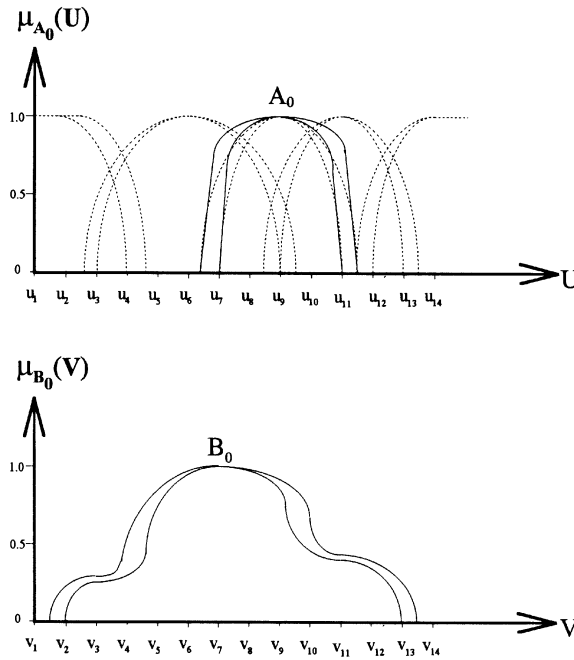 μA₀(U)
A₀
1.0
0.5
0
u₁ u₂ u₃ u₄ u₅ u₆ u₇ u₈ u₉ u₁₀ u₁₁ u₁₂ u₁₃ u₁₄
U
μB₀(V)
B₀
1.0
0.5
0
v₁ v₂ v₃ v₄ v₅ v₆ v₇ v₈ v₉ v₁₀ v₁₁ v₁₂ v₁₃ v₁₄
V